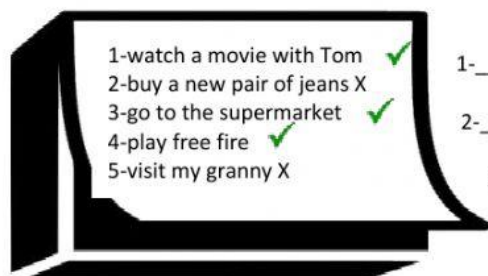 1-watch a movie with Tom ✓
2-buy a new pair of jeans X
3-go to the supermarket ✓
4-play free fire ✓
5-visit my granny X
1-_
2-_